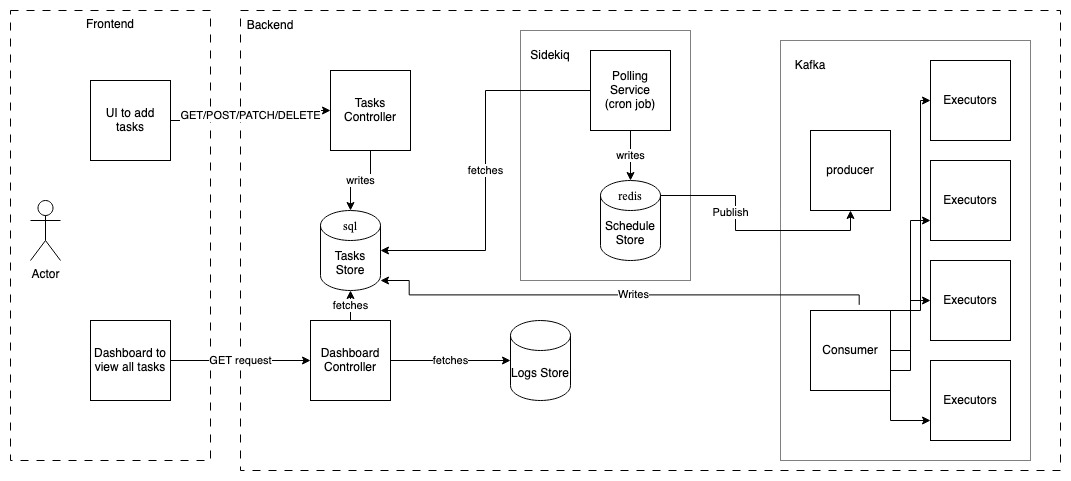 Frontend
Backend
Sidekiq
Kafka
UI to add
tasks
GET/POST/PATCH/DELETE
Tasks
Controller
Polling
Service
(cron job)
Executors
writes
fetches
writes
producer
Executors
redis
Schedule
Store
Publish
sql
Tasks
Store
Actor
Writes
Executors
fetches
Dashboard to
view all tasks
GET request
Dashboard
Controller
fetches
Logs Store
Consumer
Executors